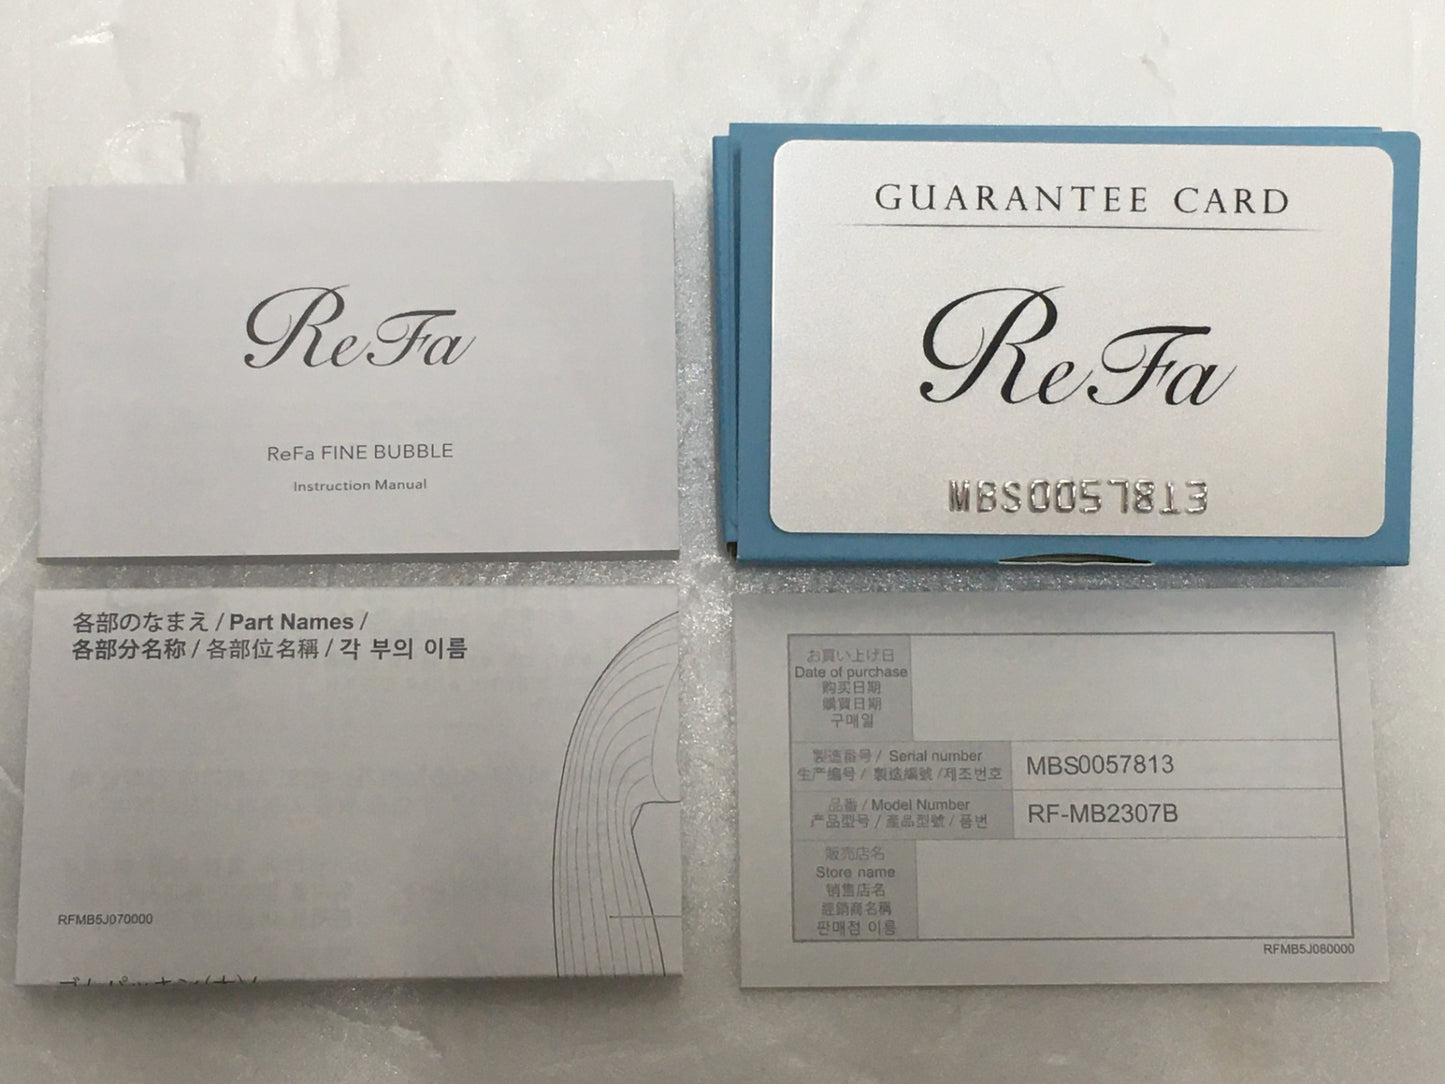 ReFa
ReFa FINE BUBBLE
Instruction Manual
GUARANTEE CARD
ReFa
MBS0057813
各部のなまえ / Part Names /
各部分名称 / 各部位名稱 / 각 부의 이름
RFMB5J070000
お買い上げ日
Date of purchase
购买日期
購買日期
구매일
製造番号 / Serial number
生产编号 / 製造編號 /제조번호
MBS0057813
品番 / Model Number
产品型号 / 產品型號 / 품번
RF-MB2307B
販売店名
Store name
销售店名
經銷商名稱
판매점 이름
RFMB5J080000